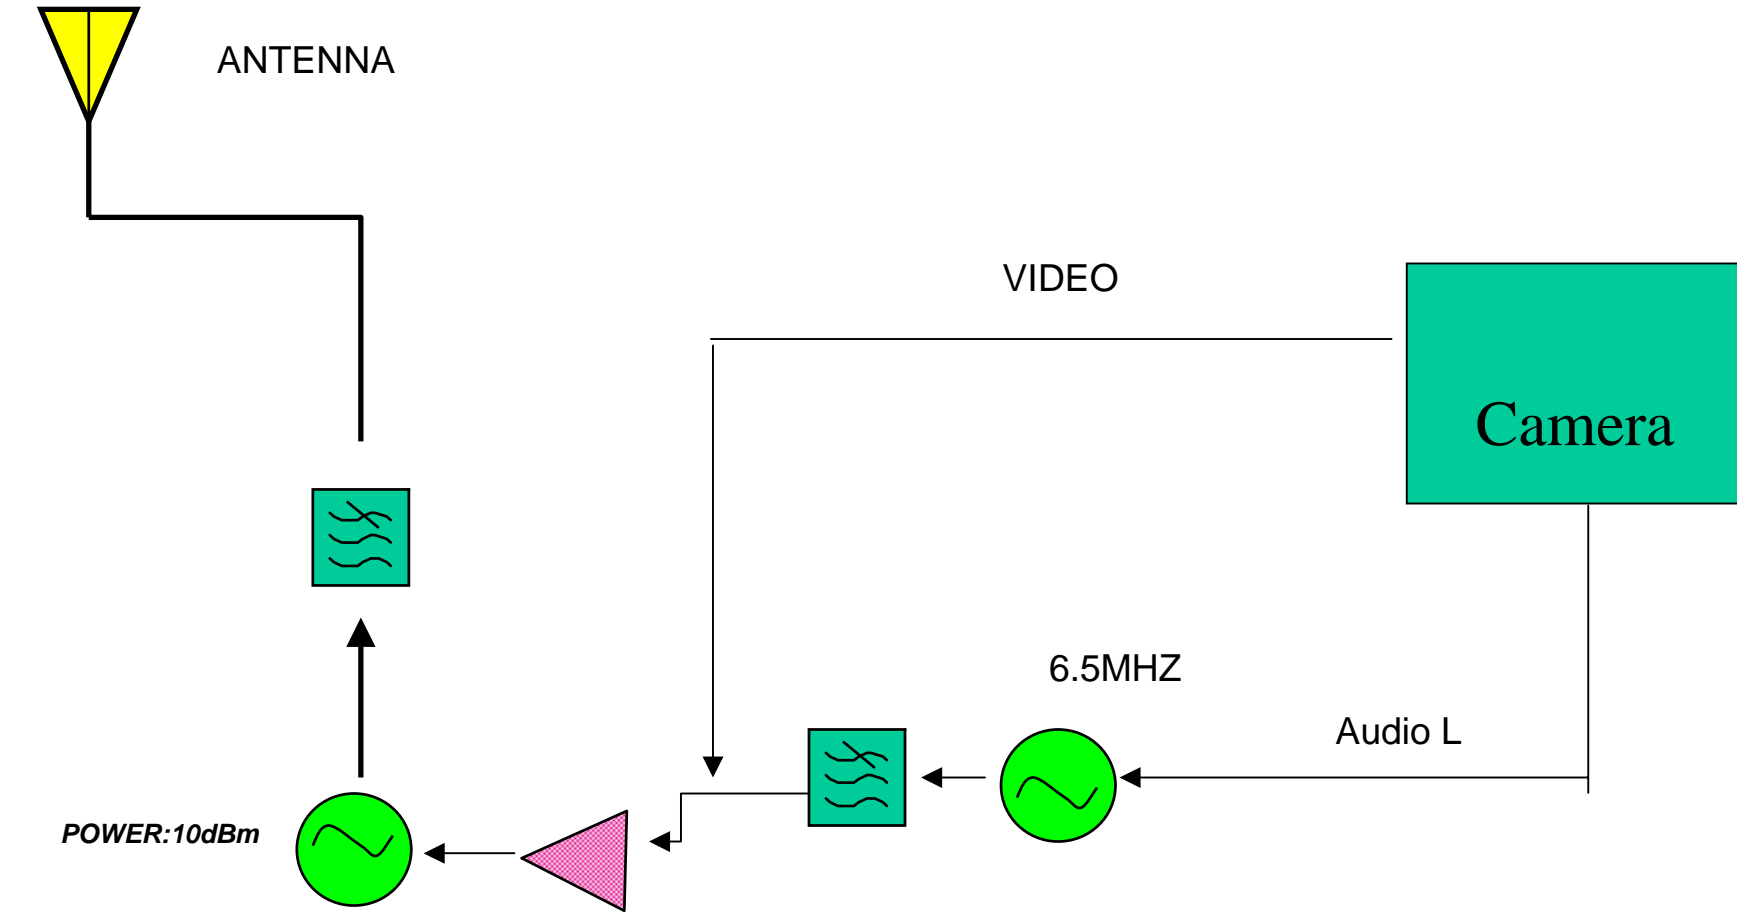 ANTENNA
VIDEO
Camera
6.5MHZ
Audio L
POWER:10dBm